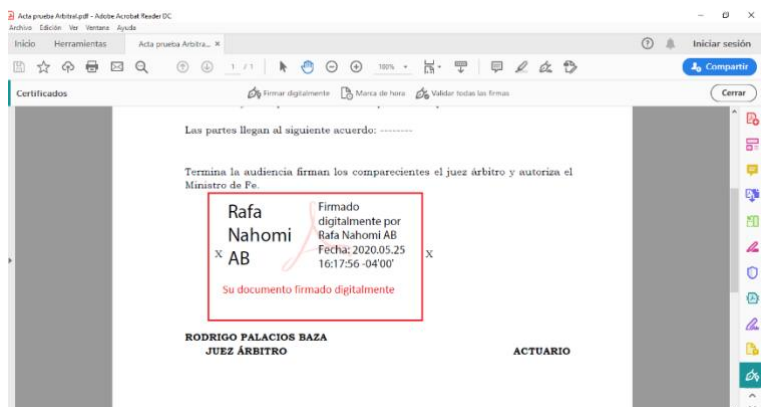 Acta prueba Arbitral.pdf - Adobe Acrobat Reader DC
Archivo Edición Ver Ventana Ayuda
Inicio Herramientas Acta prueba Arbitra... × Iniciar sesión
1 / 1 100% Compartir
Certificados Firmar digitalmente Marca de hora Validar todas las firmas Cerrar
Las partes llegan al siguiente acuerdo: --------
Termina la audiencia firman los comparecientes el juez árbitro y autoriza el
Ministro de Fe.
Rafa
Nahomi
AB
Firmado
digitalmente por
Rafa Nahomi AB
Fecha: 2020.05.25
16:17:56 -04'00'
X X
Su documento firmado digitalmente
RODRIGO PALACIOS BAZA
JUEZ ÁRBITRO ACTUARIO